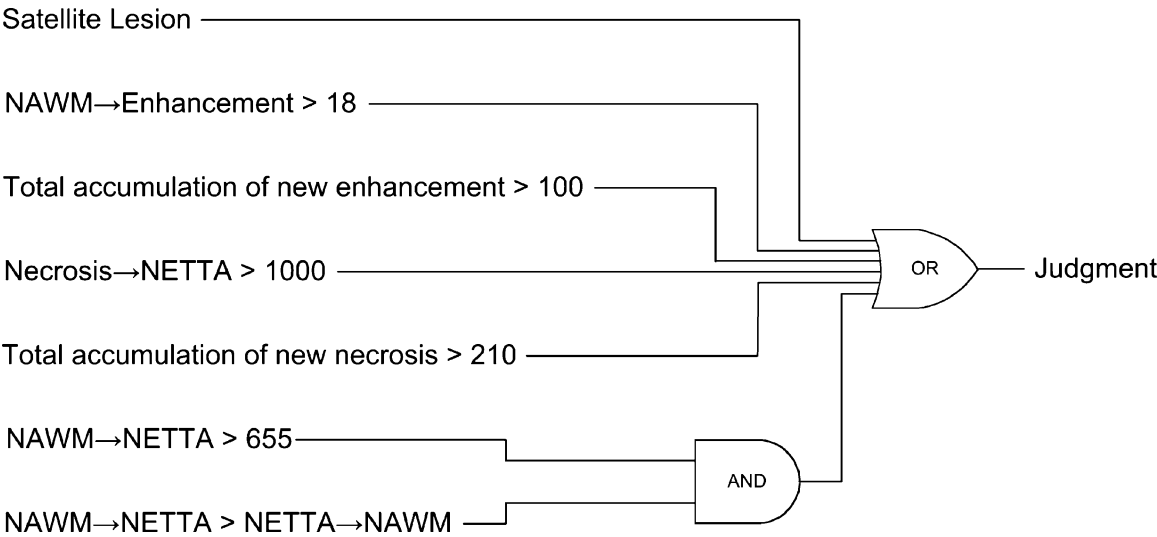 Satellite Lesion
NAWM→Enhancement > 18
Total accumulation of new enhancement > 100
Necrosis→NETTA > 1000
OR
Judgment
Total accumulation of new necrosis > 210
NAWM→NETTA > 655
AND
NAWM→NETTA > NETTA→NAWM